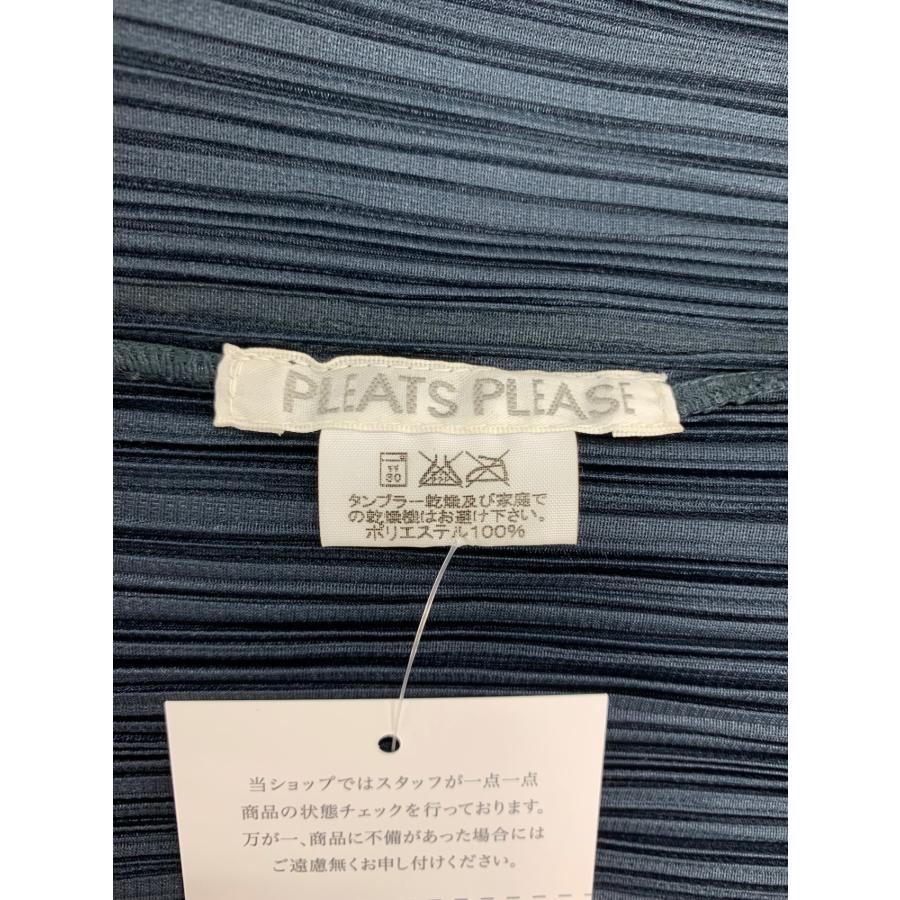 PLEATS PLEASE
30
タンブラー乾燥及び家庭で
の乾燥機はお避け下さい。
ポリエステル100%
当ショップではスタッフが一点一点
商品の状態チェックを行っております。
万が一、商品に不備があった場合には
ご遠慮無くお申し付けください。